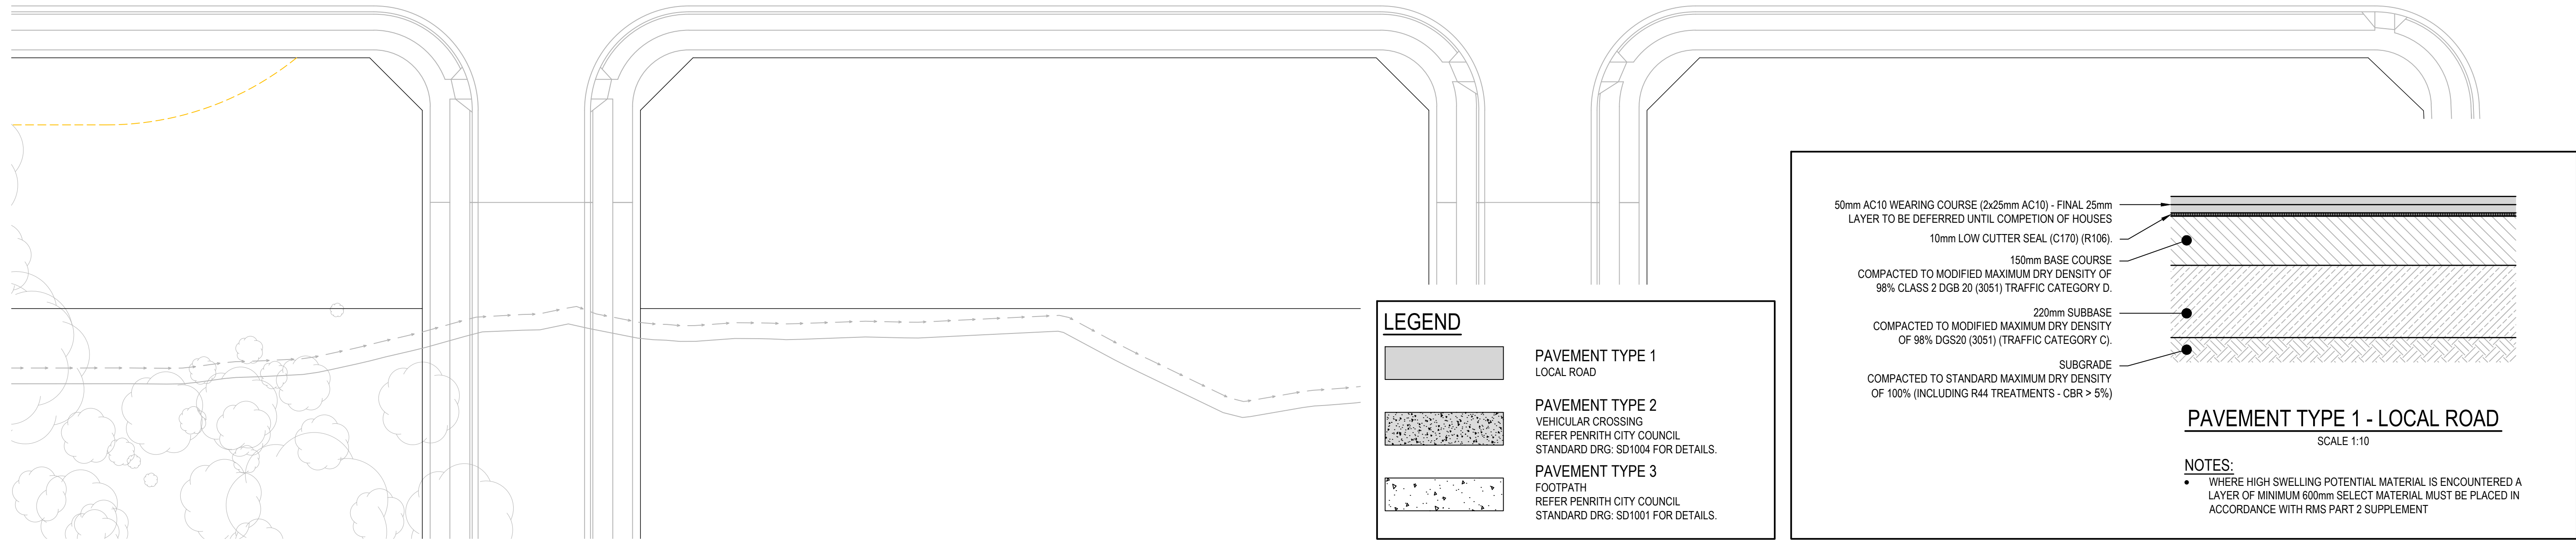 LEGEND
PAVEMENT TYPE 1
LOCAL ROAD
PAVEMENT TYPE 2
VEHICULAR CROSSING
REFER PENRITH CITY COUNCIL
STANDARD DRG: SD1004 FOR DETAILS.
PAVEMENT TYPE 3
FOOTPATH
REFER PENRITH CITY COUNCIL
STANDARD DRG: SD1001 FOR DETAILS.
50mm AC10 WEARING COURSE (2x25mm AC10) - FINAL 25mm
LAYER TO BE DEFERRED UNTIL COMPETION OF HOUSES
10mm LOW CUTTER SEAL (C170) (R106).
150mm BASE COURSE
COMPACTED TO MODIFIED MAXIMUM DRY DENSITY OF
98% CLASS 2 DGB 20 (3051) TRAFFIC CATEGORY D.
220mm SUBBASE
COMPACTED TO MODIFIED MAXIMUM DRY DENSITY
OF 98% DGS20 (3051) (TRAFFIC CATEGORY C).
SUBGRADE
COMPACTED TO STANDARD MAXIMUM DRY DENSITY
OF 100% (INCLUDING R44 TREATMENTS - CBR > 5%)
PAVEMENT TYPE 1 - LOCAL ROAD
SCALE 1:10
NOTES:
• WHERE HIGH SWELLING POTENTIAL MATERIAL IS ENCOUNTERED A
LAYER OF MINIMUM 600mm SELECT MATERIAL MUST BE PLACED IN
ACCORDANCE WITH RMS PART 2 SUPPLEMENT